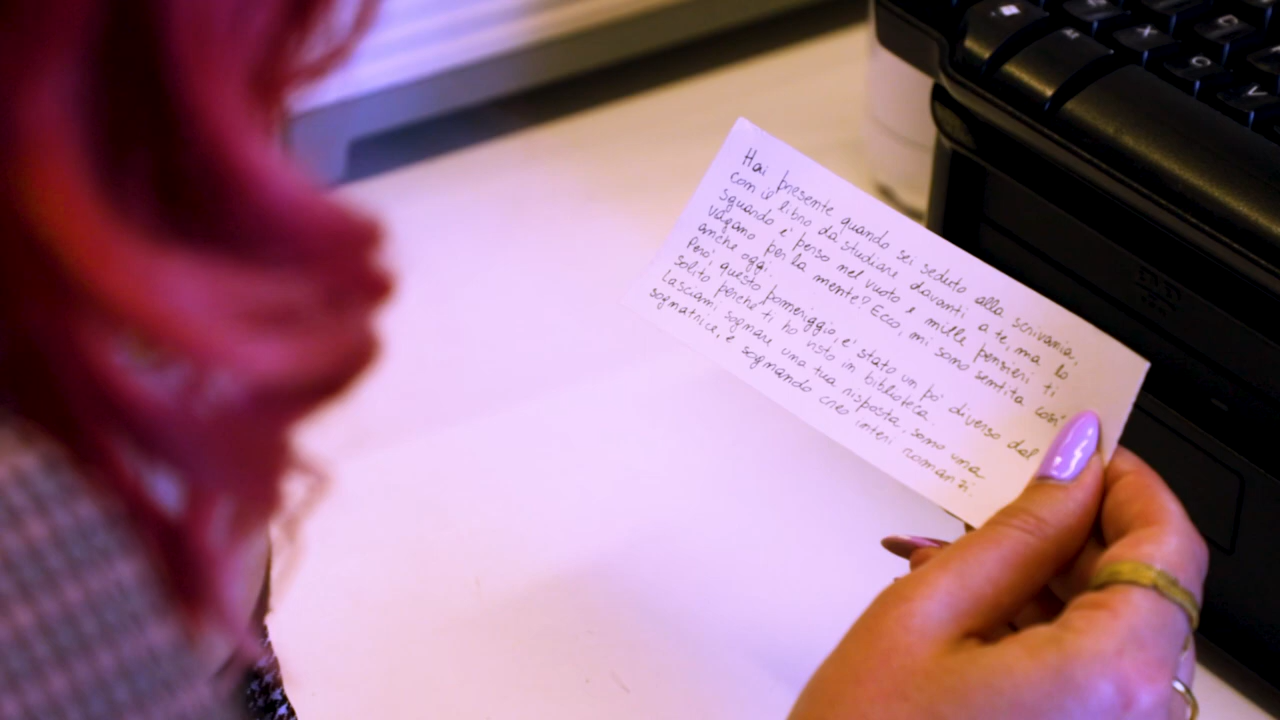 Hai presente quando sei seduto alla scrivania,
con il libro da studiare davanti a te, ma lo
sguardo è perso nel vuoto e mille pensieri ti
vagano per la mente? Ecco, mi sono sentita così
anche oggi.
Però, questo pomeriggio, e' stato un po' diverso dal
solito perché ti ho visto in biblioteca.
Lasciami sognare una tua risposta, sono una
sognatrice, e sognando creo interi romanzi.
X
C
V